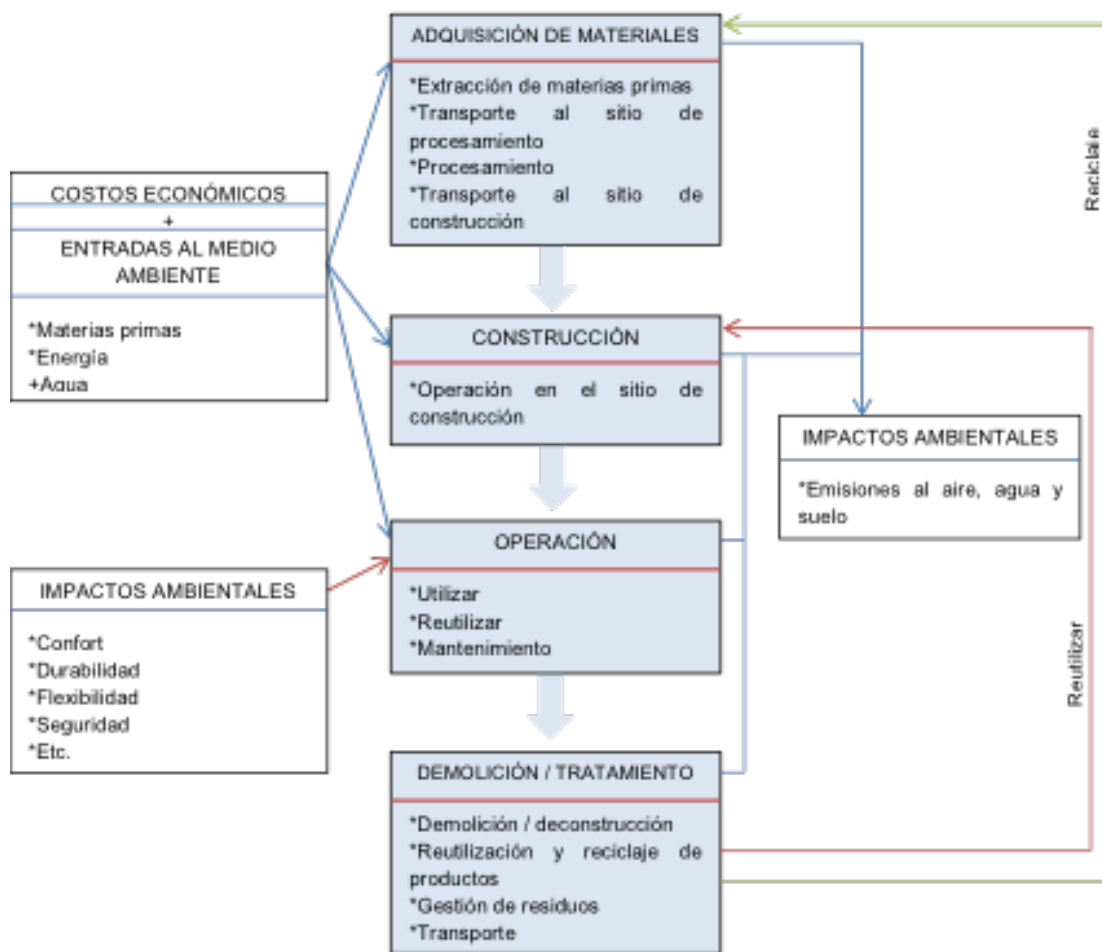 ADQUISICIÓN DE MATERIALES
*Extracción de materias primas
*Transporte al sitio de
procesamiento
*Procesamiento
*Transporte al sitio de
construcción
COSTOS ECONÓMICOS
+
ENTRADAS AL MEDIO
AMBIENTE
*Materias primas
*Energía
+Agua
CONSTRUCCIÓN
*Operación en el sitio de
construcción
IMPACTOS AMBIENTALES
*Emisiones al aire, agua y
suelo
OPERACIÓN
*Utilizar
*Reutilizar
*Mantenimiento
IMPACTOS AMBIENTALES
*Confort
*Durabilidad
*Flexibilidad
*Seguridad
*Etc.
DEMOLICIÓN / TRATAMIENTO
*Demolición / deconstrucción
*Reutilización y reciclaje de
productos
*Gestión de residuos
*Transporte
Reciclaje
Reutilizar